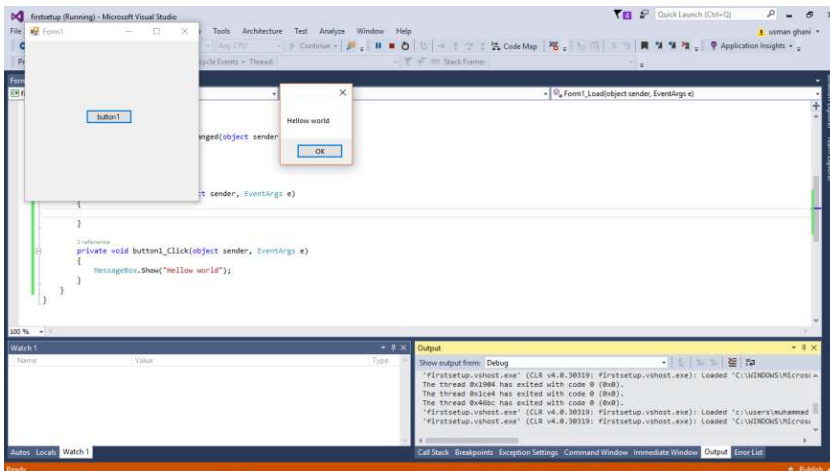 firstsetup (Running) - Microsoft Visual Studio
Quick Launch (Ctrl+Q)
File
Form1
Tools Architecture Test Analyze Window Help
usman ghani
Any CPU
Continue
Code Map
Application Insights
Pr
cycle Events
Thread:
Stack Frame:
Form
Form1_Load(object sender, EventArgs e)
button1
Hellow world
OK
anged(object sender
ct sender, EventArgs e)
{
}
1 reference
private void button1_Click(object sender, EventArgs e)
{
MessageBox.Show("Hellow world");
}
}
}
100 %
Watch 1
Name Value Type
Output
Show output from: Debug
'firstsetup.vshost.exe' (CLR v4.0.30319: firstsetup.vshost.exe): Loaded 'C:\WINDOWS\Micros
The thread 0x1904 has exited with code 0 (0x0).
The thread 0x1ce4 has exited with code 0 (0x0).
The thread 0x46bc has exited with code 0 (0x0).
'firstsetup.vshost.exe' (CLR v4.0.30319: firstsetup.vshost.exe): Loaded 'c:\users\muhammad
'firstsetup.vshost.exe' (CLR v4.0.30319: firstsetup.vshost.exe): Loaded 'C:\WINDOWS\Micros
Autos Locals Watch 1
Call Stack Breakpoints Exception Settings Command Window Immediate Window Output Error List
Ready
Publish